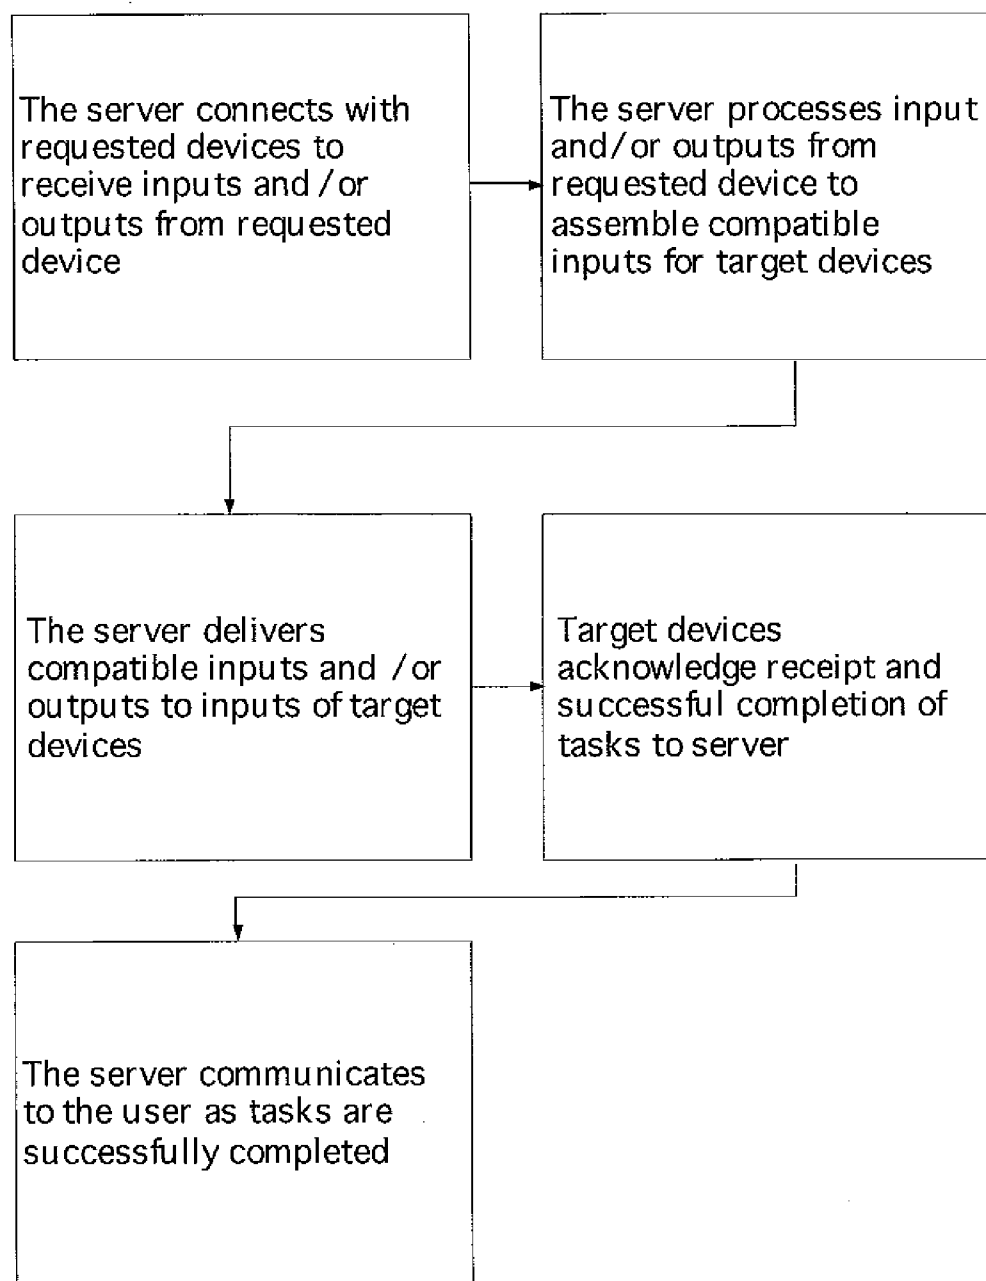 The server connects with
requested devices to
receive inputs and /or
outputs from requested
device
The server processes input
and/or outputs from
requested device to
assemble compatible
inputs for target devices
The server delivers
compatible inputs and /or
outputs to inputs of target
devices
Target devices
acknowledge receipt and
successful completion of
tasks to server
The server communicates
to the user as tasks are
successfully completed